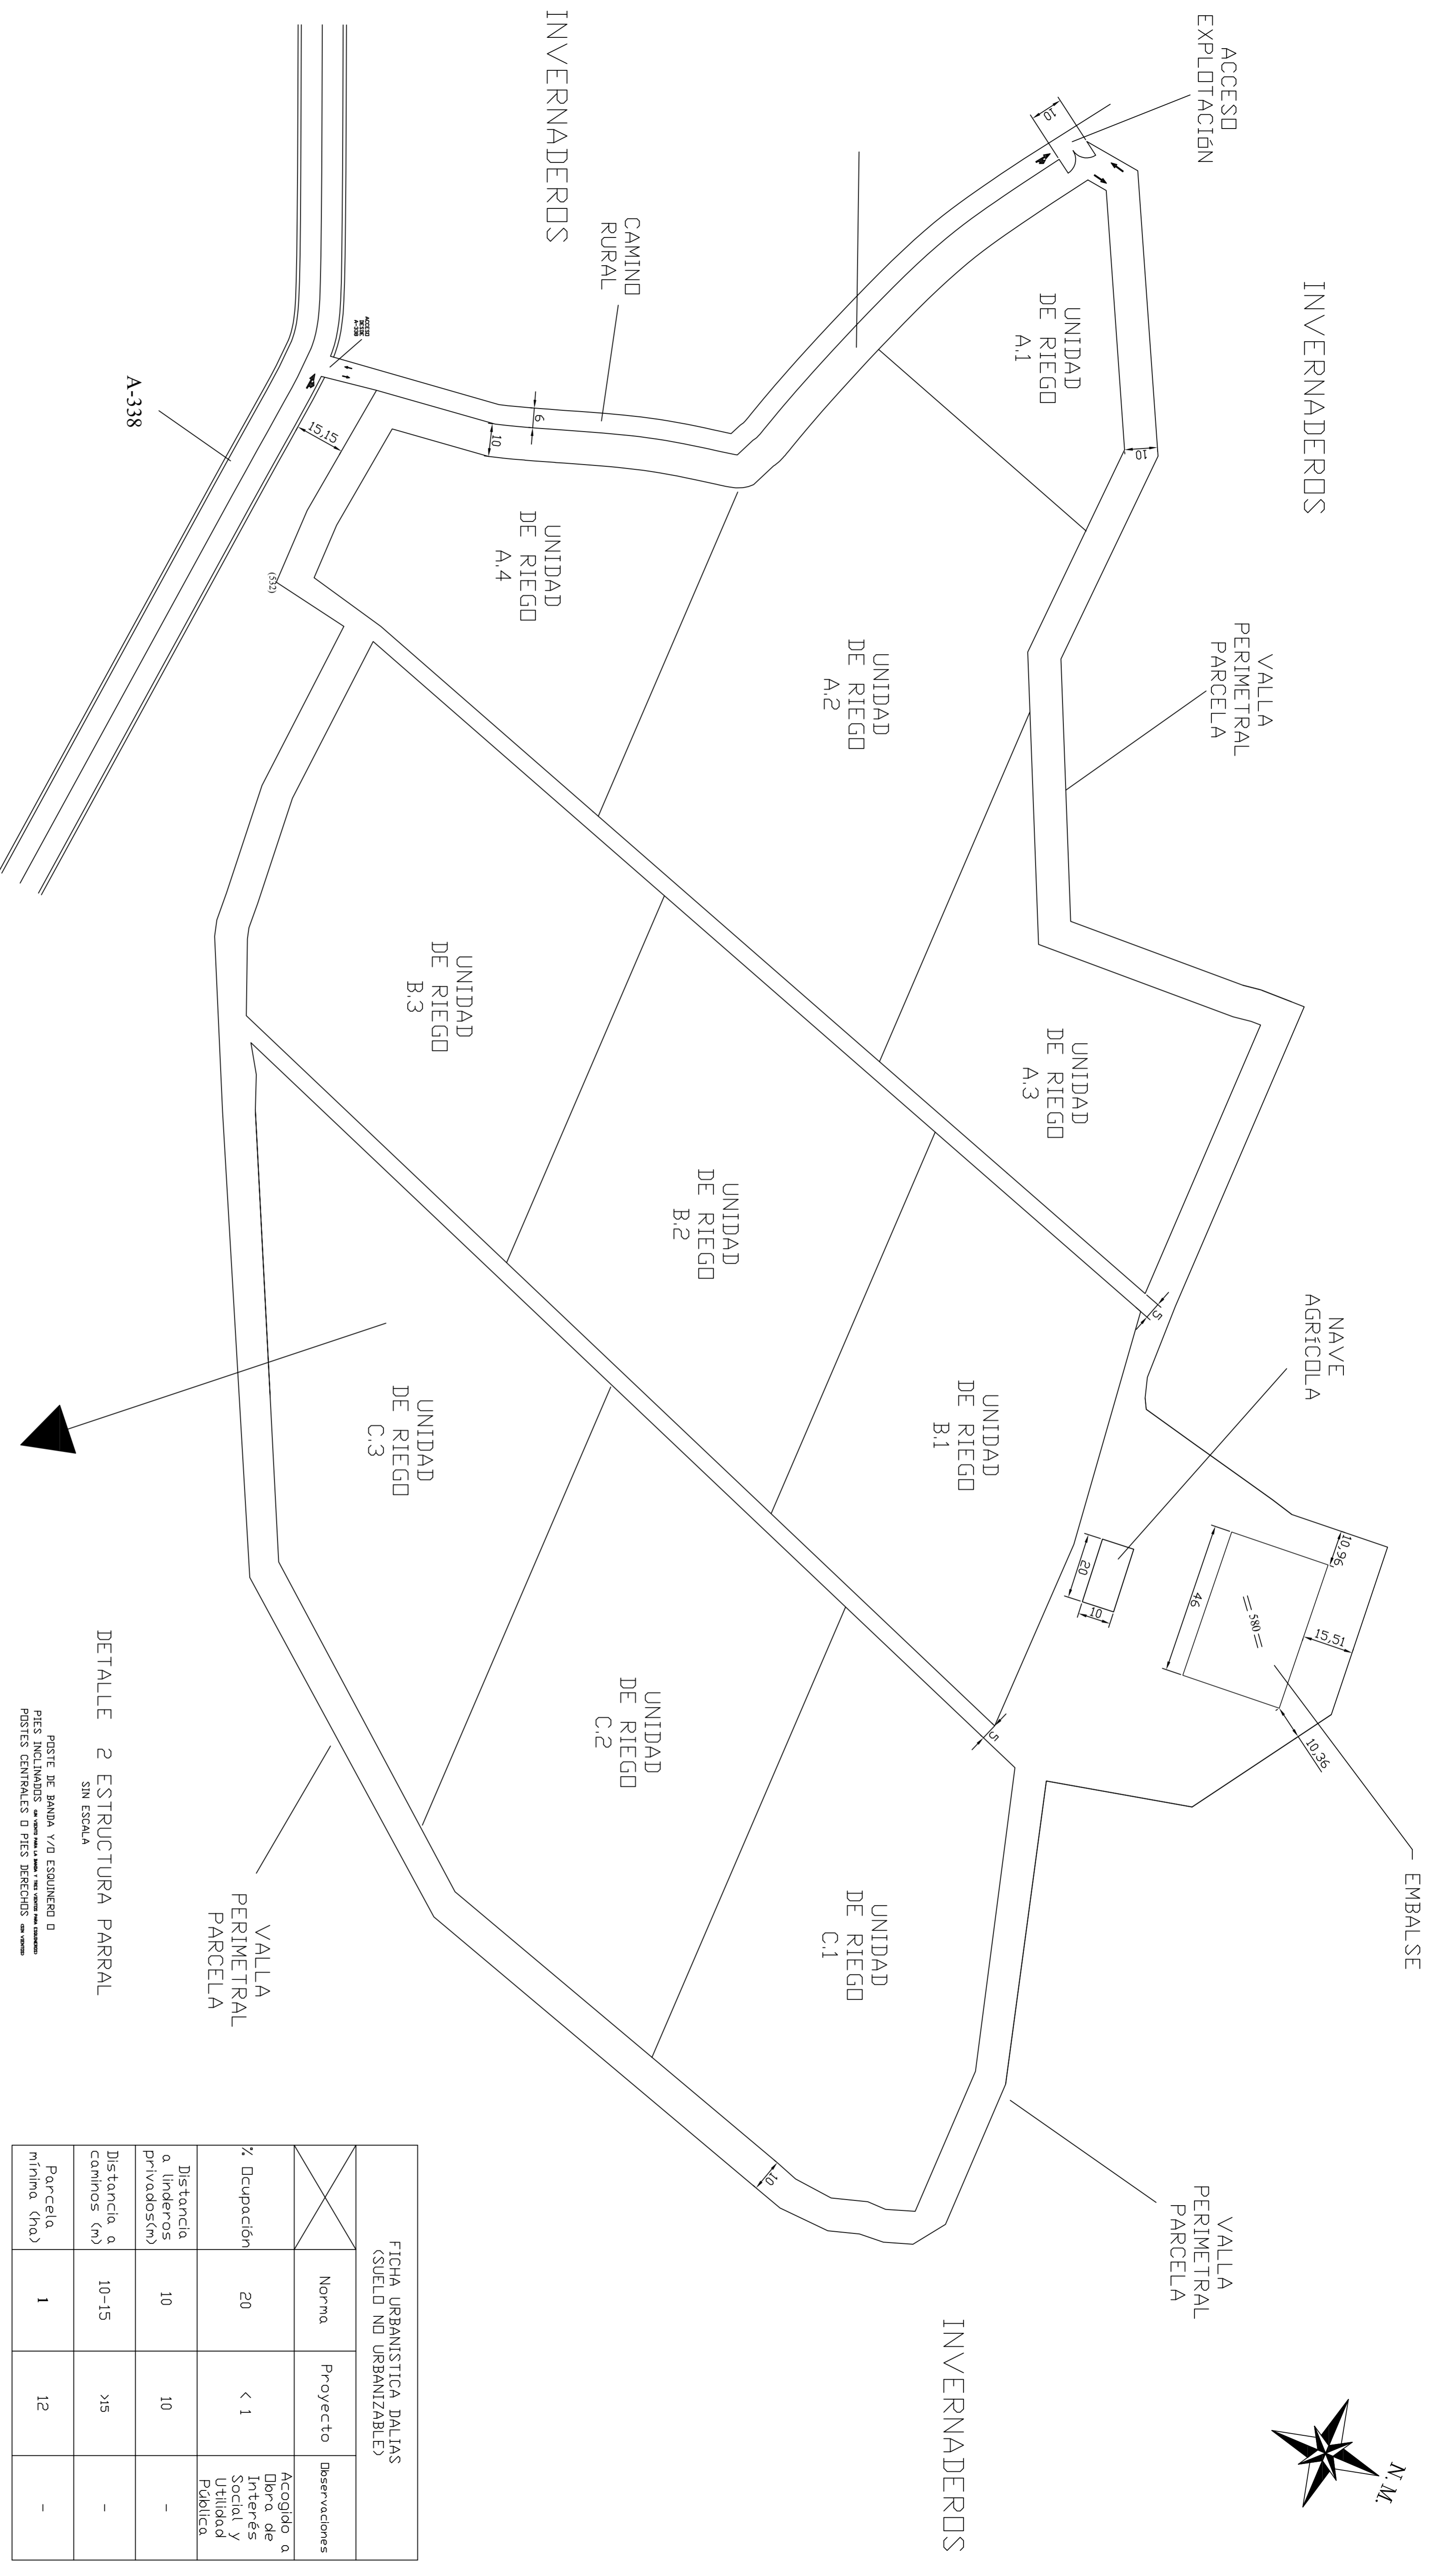 ACCESO
EXPLOTACIÓN
10
INVERNADEROS
INVERNADEROS
CAMINO
RURAL
ACCESO
DESDE
A-338
A-338
15,15
6
10
10
(532)
UNIDAD
DE RIEGO
A.1
UNIDAD
DE RIEGO
A.2
UNIDAD
DE RIEGO
A.3
UNIDAD
DE RIEGO
A.4
VALLA
PERIMETRAL
PARCELA
UNIDAD
DE RIEGO
B.3
UNIDAD
DE RIEGO
B.2
UNIDAD
DE RIEGO
B.1
5
NAVE
AGRÍCOLA
20
10
46
10,96
15,51
10,36
580
EMBALSE
5
UNIDAD
DE RIEGO
C.3
UNIDAD
DE RIEGO
C.2
UNIDAD
DE RIEGO
C.1
VALLA
PERIMETRAL
PARCELA
VALLA
PERIMETRAL
PARCELA
10
INVERNADEROS
N.M.
DETALLE 2 ESTRUCTURA PARRAL
SIN ESCALA
POSTE DE BANDA Y/O ESQUINERO O
PIES INCLINADOS
POSTES CENTRALES O PIES DERECHOS
FICHA URBANISTICA DALIAS
(SUELO NO URBANIZABLE)
Norma Proyecto Observaciones
% Ocupación 20 < 1 Acogido a
Obra de
Interés
Social y
Utilidad
Pública
Distancia
a linderos
privados(m) 10 10 -
Distancia a
caminos (m) 10-15 >15 -
Parcela
mínima (ha) 1 12 -